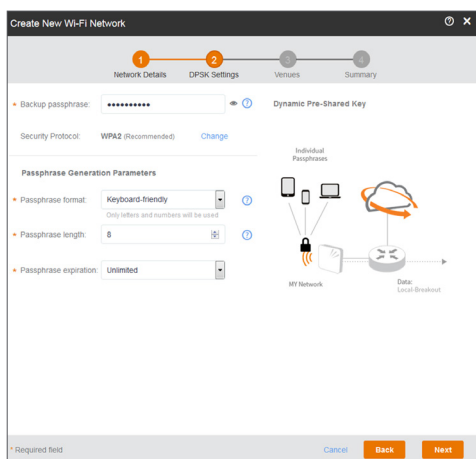 Create New Wi-Fi Network
1 2 3 4
Network Details DPSK Settings Venues Summary
* Backup passphrase: ••••••••••
Security Protocol: WPA2 (Recommended) Change
Passphrase Generation Parameters
* Passphrase format: Keyboard-friendly
Only letters and numbers will be used
* Passphrase length: 8
* Passphrase expiration: Unlimited
Dynamic Pre-Shared Key
Individual
Passphrases
MY Network
Data:
Local-Breakout
* Required field
Cancel Back Next